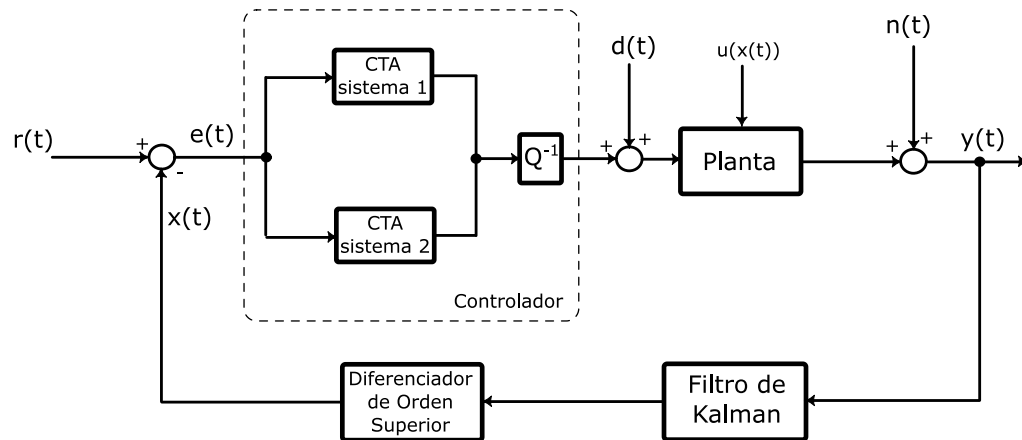 CTA
sistema 1
d(t)
u(x(t))
n(t)
r(t)
+
-
e(t)
x(t)
Q⁻¹
+
+
Planta
+
+
y(t)
CTA
sistema 2
Controlador
Diferenciador
de Orden
Superior
Filtro de
Kalman